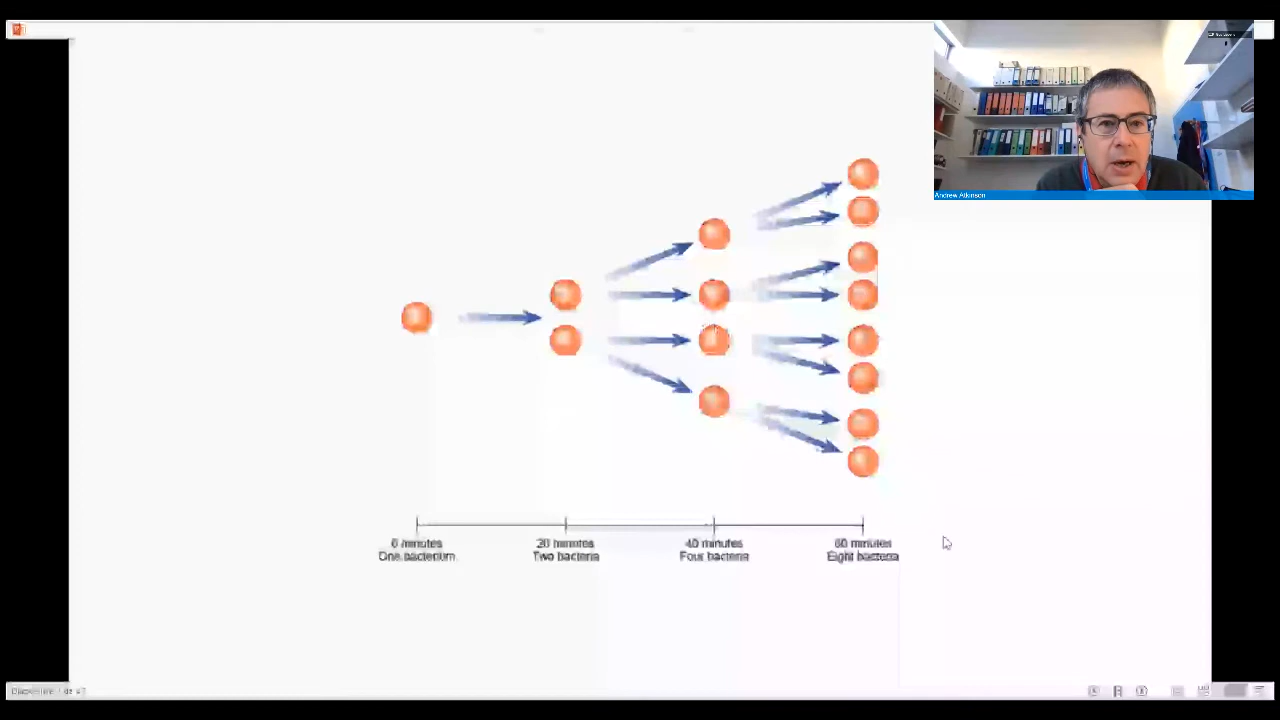 Andrew Atkinson
0 minutes
One bacterium
20 minutes
Two bacteria
40 minutes
Four bacteria
60 minutes
Eight bacteria